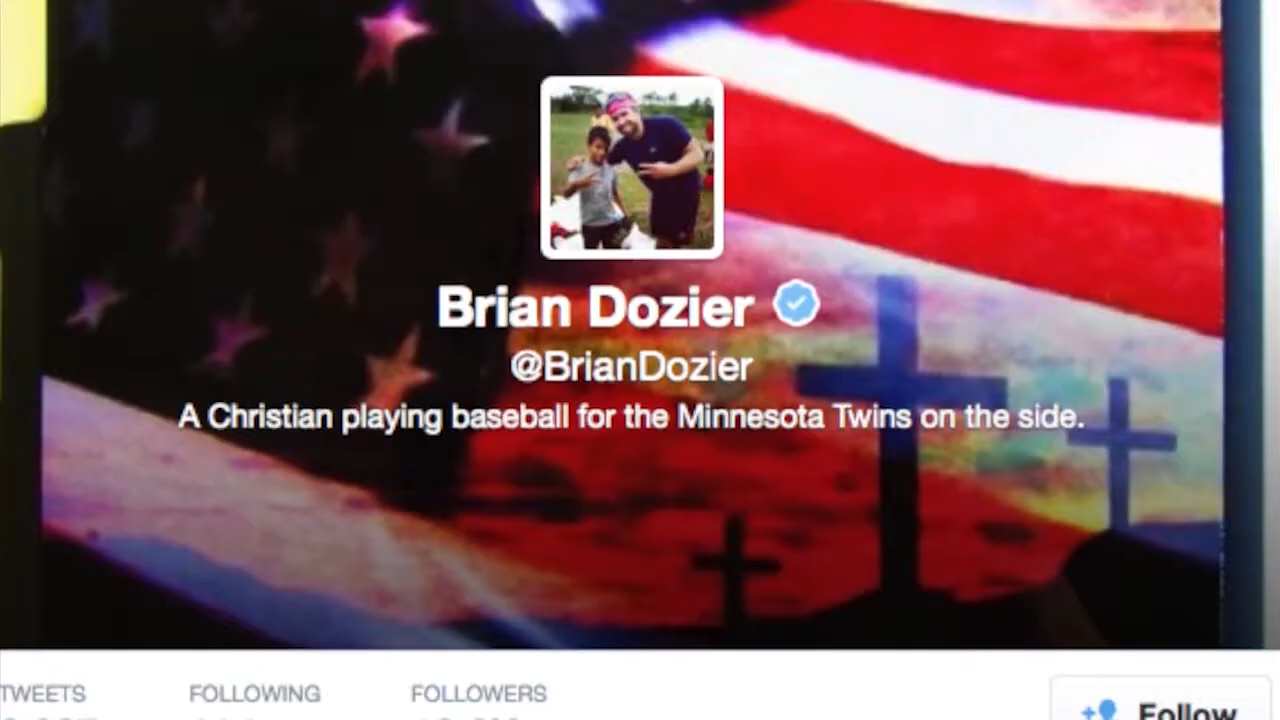 Brian Dozier
@BrianDozier
A Christian playing baseball for the Minnesota Twins on the side.
TWEETS FOLLOWING FOLLOWERS
Follow